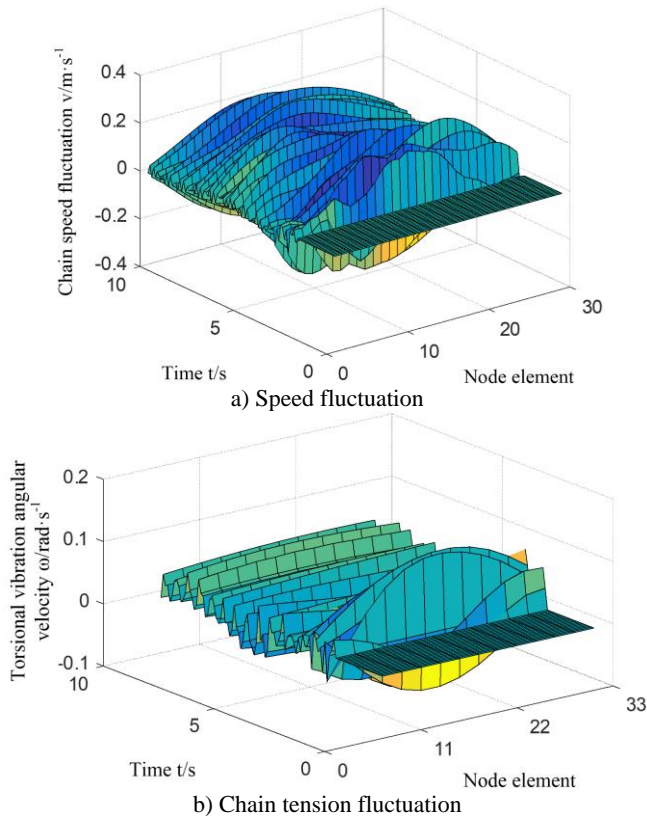 Chain speed fluctuation v/m·s⁻¹
0.4
0.2
0
-0.2
-0.4
10
5
0
0
10
20
30
Time t/s
Node element
a) Speed fluctuation
Torsional vibration angular
velocity ω/rad·s⁻¹
0.2
0.1
0
-0.1
10
5
0
0
11
22
33
Time t/s
Node element
b) Chain tension fluctuation